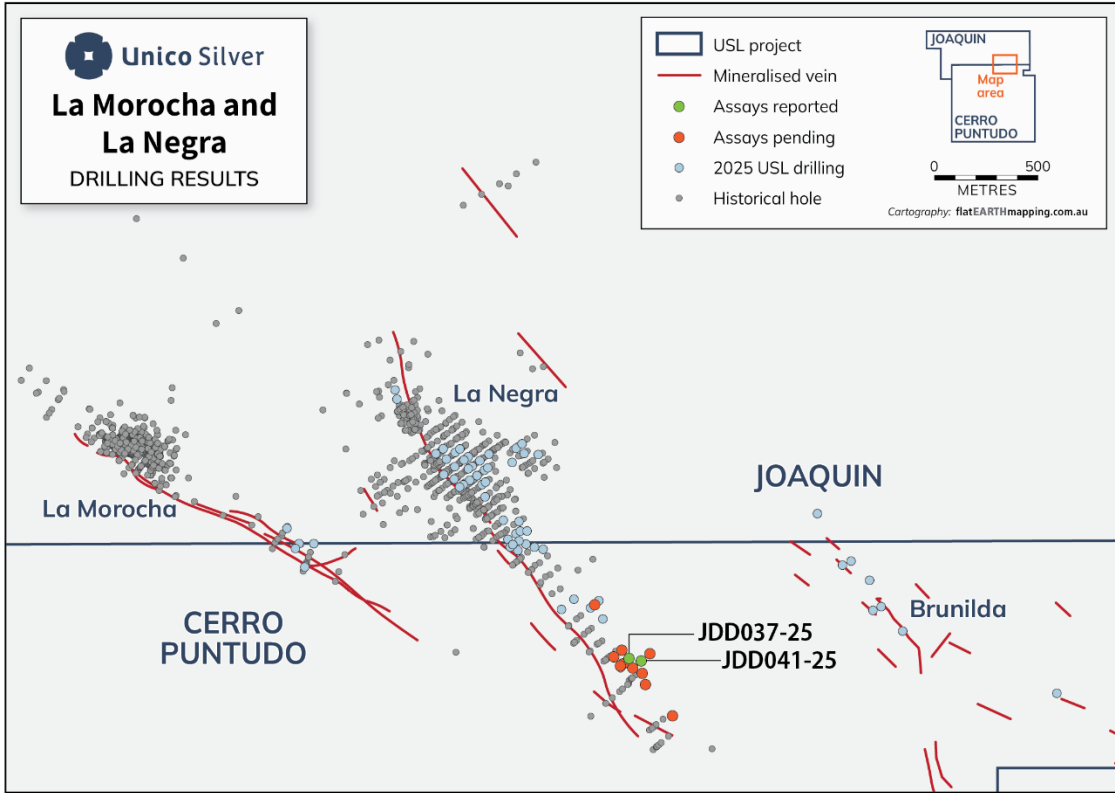 Unico Silver
La Morocha and
La Negra
DRILLING RESULTS
USL project
Mineralised vein
Assays reported
Assays pending
2025 USL drilling
Historical hole
JOAQUIN
Map
area
CERRO
PUNTUDO
0 500
METRES
Cartography: flatEARTHmapping.com.au
La Negra
La Morocha
JOAQUIN
CERRO
PUNTUDO
Brunilda
JDD037-25
JDD041-25